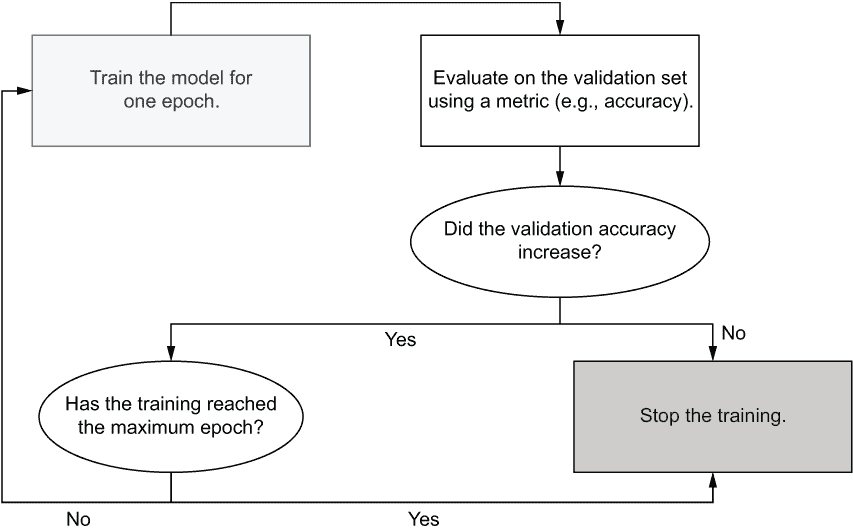 Train the model for
one epoch.
Evaluate on the validation set
using a metric (e.g., accuracy).
Did the validation accuracy
increase?
Yes
No
Has the training reached
the maximum epoch?
Stop the training.
No
Yes